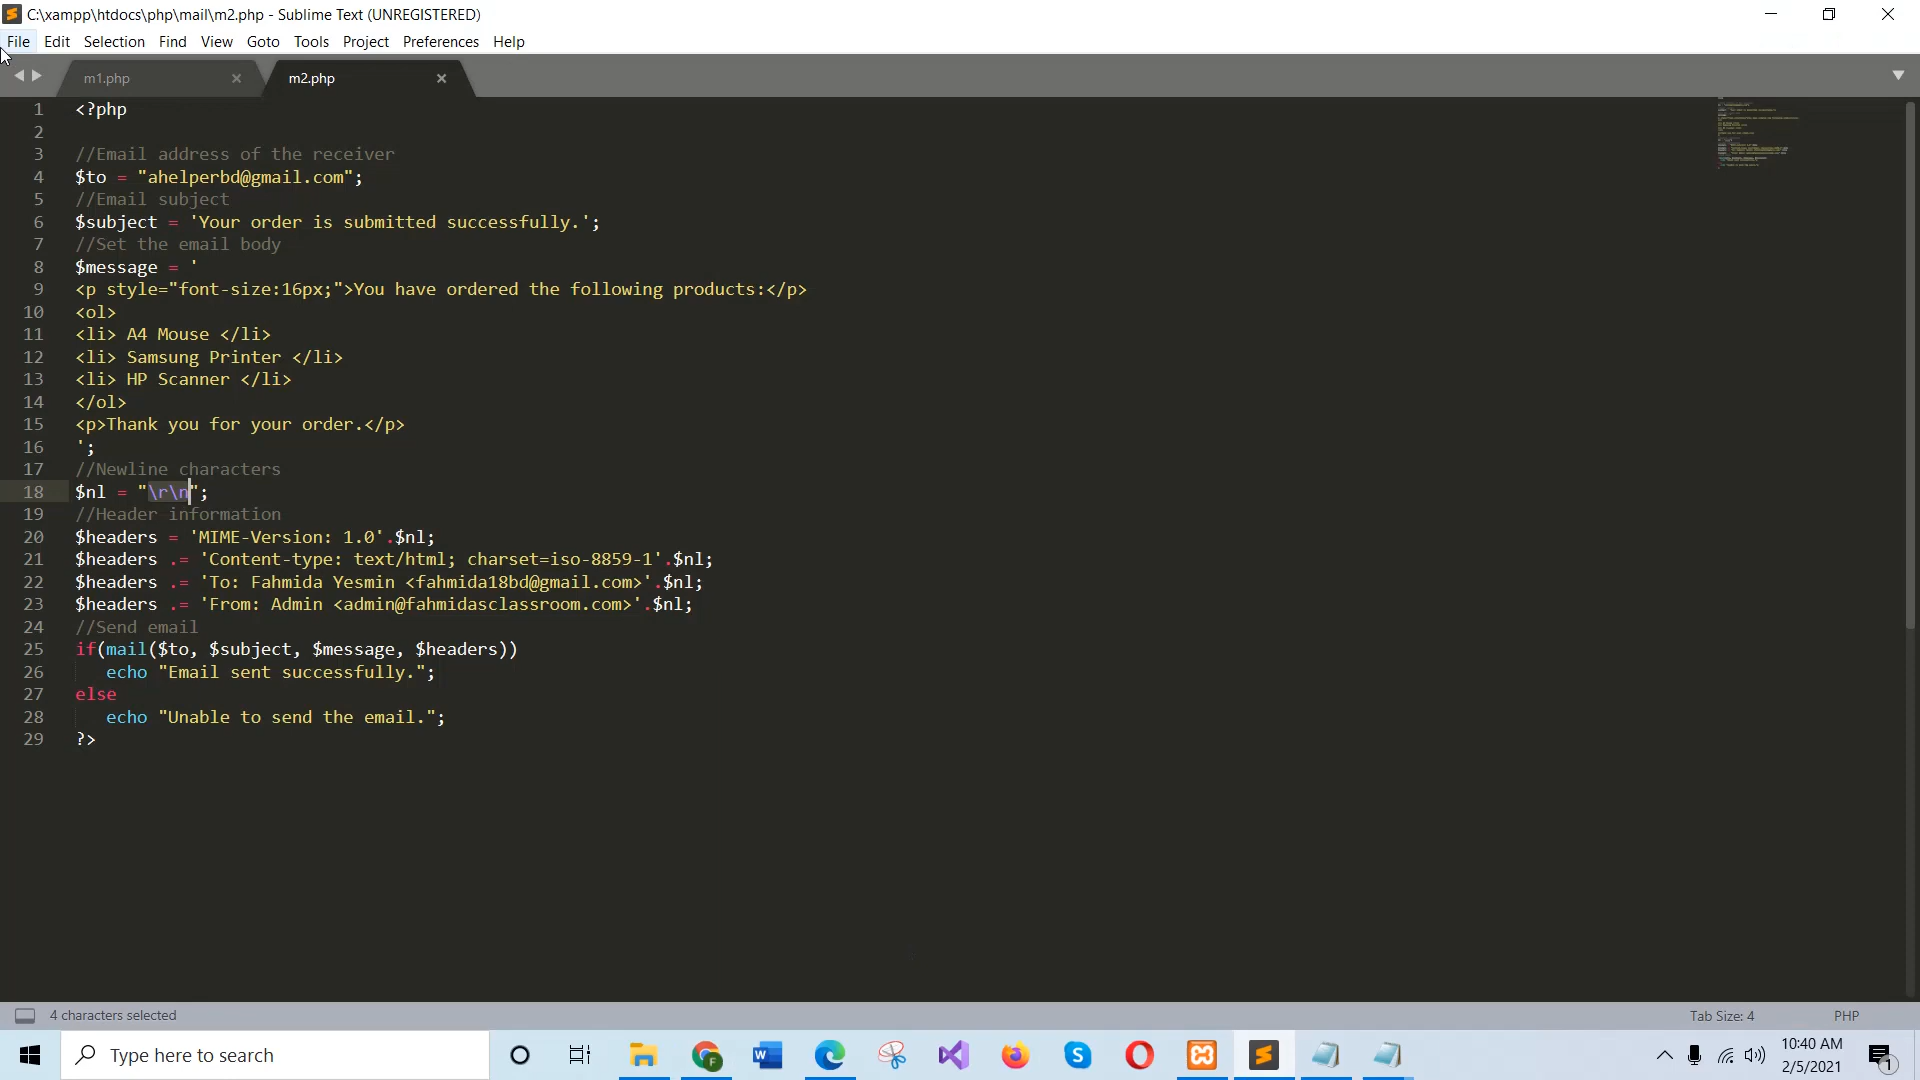 C:\xampp\htdocs\php\mail\m2.php - Sublime Text (UNREGISTERED)
File Edit Selection Find View Goto Tools Project Preferences Help
m1.php × m2.php ×
1 <?php
2
3 //Email address of the receiver
4 $to = "ahelperbd@gmail.com";
5 //Email subject
6 $subject = 'Your order is submitted successfully.';
7 //Set the email body
8 $message = '
9 <p style="font-size:16px;">You have ordered the following products:</p>
10 <ol>
11 <li> A4 Mouse </li>
12 <li> Samsung Printer </li>
13 <li> HP Scanner </li>
14 </ol>
15 <p>Thank you for your order.</p>
16 ';
17 //Newline characters
18 $nl = "\r\n";
19 //Header information
20 $headers = 'MIME-Version: 1.0'.$nl;
21 $headers .= 'Content-type: text/html; charset=iso-8859-1'.$nl;
22 $headers .= 'To: Fahmida Yesmin <fahmida18bd@gmail.com>'.$nl;
23 $headers .= 'From: Admin <admin@fahmidasclassroom.com>'.$nl;
24 //Send email
25 if(mail($to, $subject, $message, $headers))
26    echo "Email sent successfully.";
27 else
28    echo "Unable to send the email.";
29 ?>
4 characters selected Tab Size: 4 PHP
Type here to search
10:40 AM
2/5/2021
1